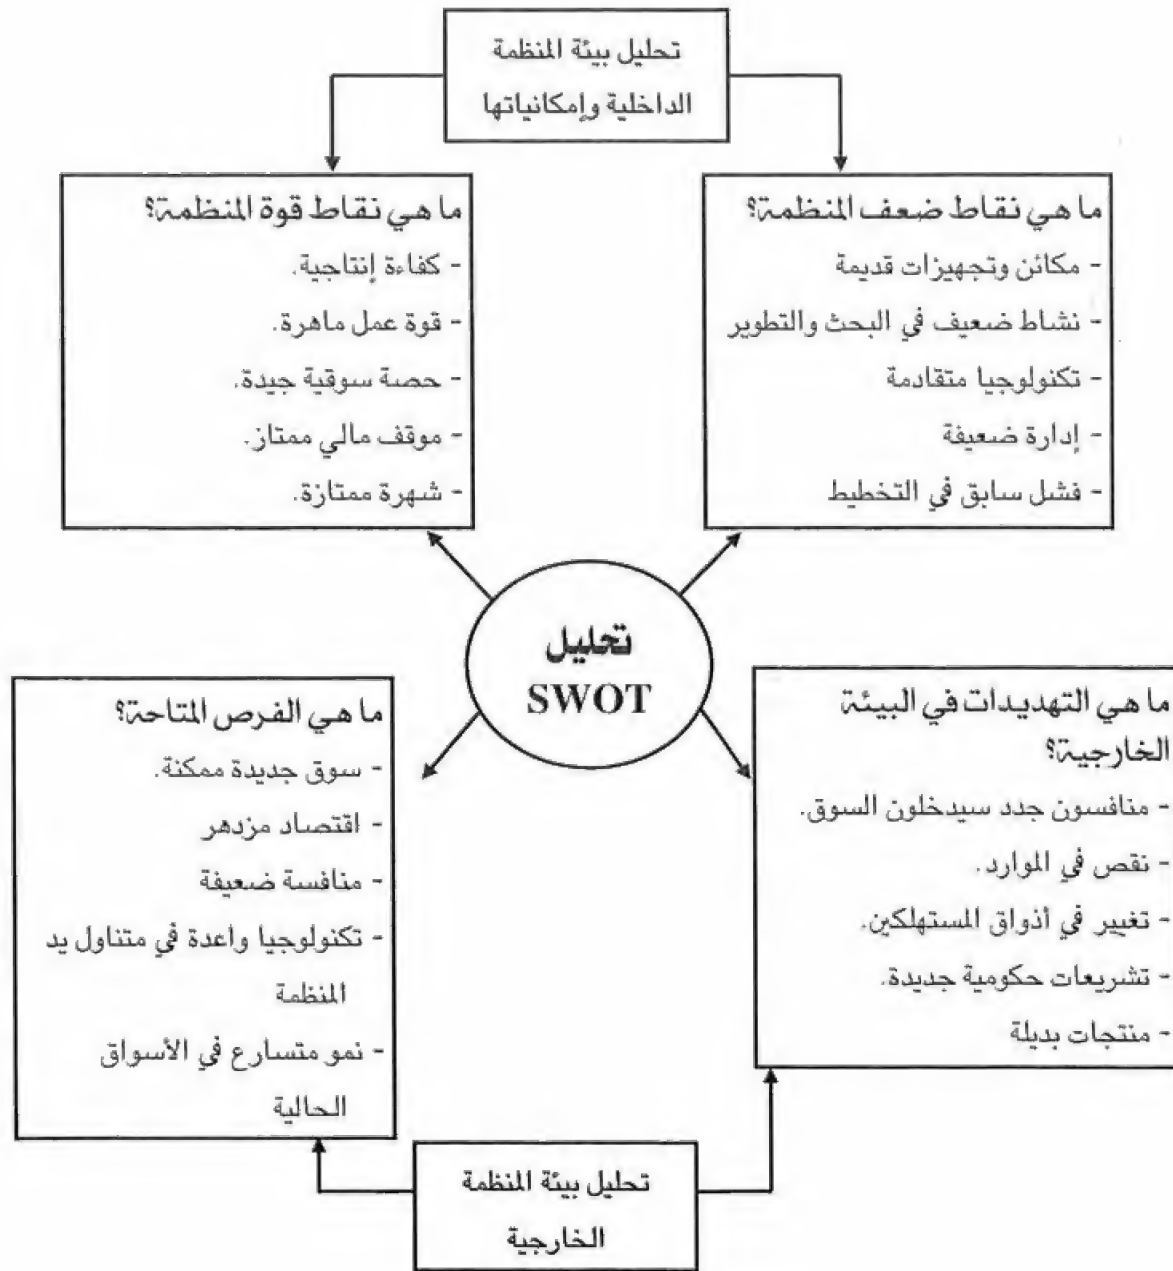 تحليل بيئة المنظمة
الداخلية وإمكانياتها
ما هي نقاط ضعف المنظمة؟
- مكائن وتجهيزات قديمة
- نشاط ضعيف في البحث والتطوير
- تكنولوجيا متقادمة
- إدارة ضعيفة
- فشل سابق في التخطيط
ما هي نقاط قوة المنظمة؟
- كفاءة إنتاجية.
- قوة عمل ماهرة.
- حصة سوقية جيدة.
- موقف مالي ممتاز.
- شهرة ممتازة.
تحليل
SWOT
ما هي التهديدات في البيئة
الخارجية؟
- منافسون جدد سيدخلون السوق.
- نقص في الموارد.
- تغيير في أذواق المستهلكين.
- تشريعات حكومية جديدة.
- منتجات بديلة
ما هي الفرص المتاحة؟
- سوق جديدة ممكنة.
- اقتصاد مزدهر
- منافسة ضعيفة
- تكنولوجيا واعدة في متناول يد
المنظمة
- نمو متسارع في الأسواق
الحالية
تحليل بيئة المنظمة
الخارجية